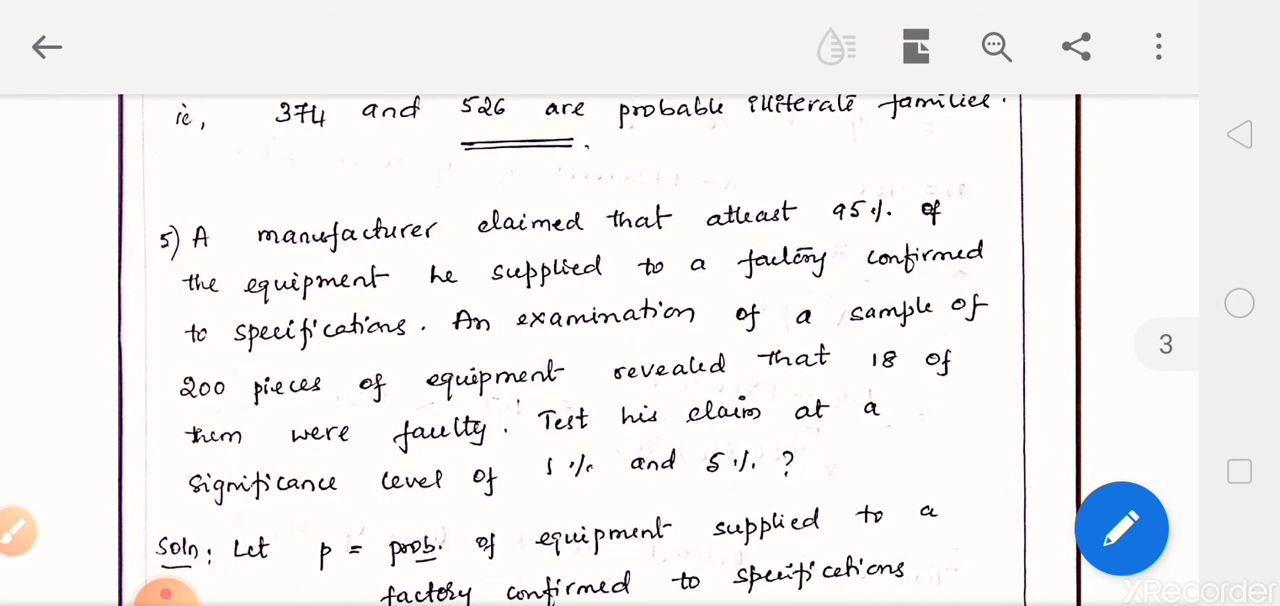 ie, 374 and 526 are probable illiterate families.
5) A manufacturer claimed that atleast 95%. of
the equipment he supplied to a factory confirmed
to specifications. An examination of a sample of
200 pieces of equipment revealed that 18 of
them were faulty. Test his claim at a
significance level of 1% and 5%. ?
3
Soln: Let p = prob. of equipment supplied to a
factory confirmed to specifications
XRecorder